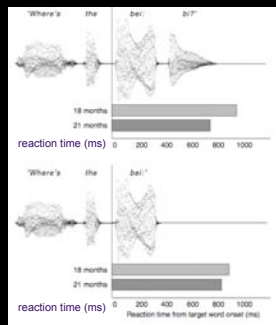 "Where's the bei: bi?"
18 months
21 months
0 200 400 600 800 1000
reaction time (ms)
"Where's the bei:"
18 months
21 months
0 200 400 600 800 1000
reaction time (ms)
Reaction time from target word onset (ms)